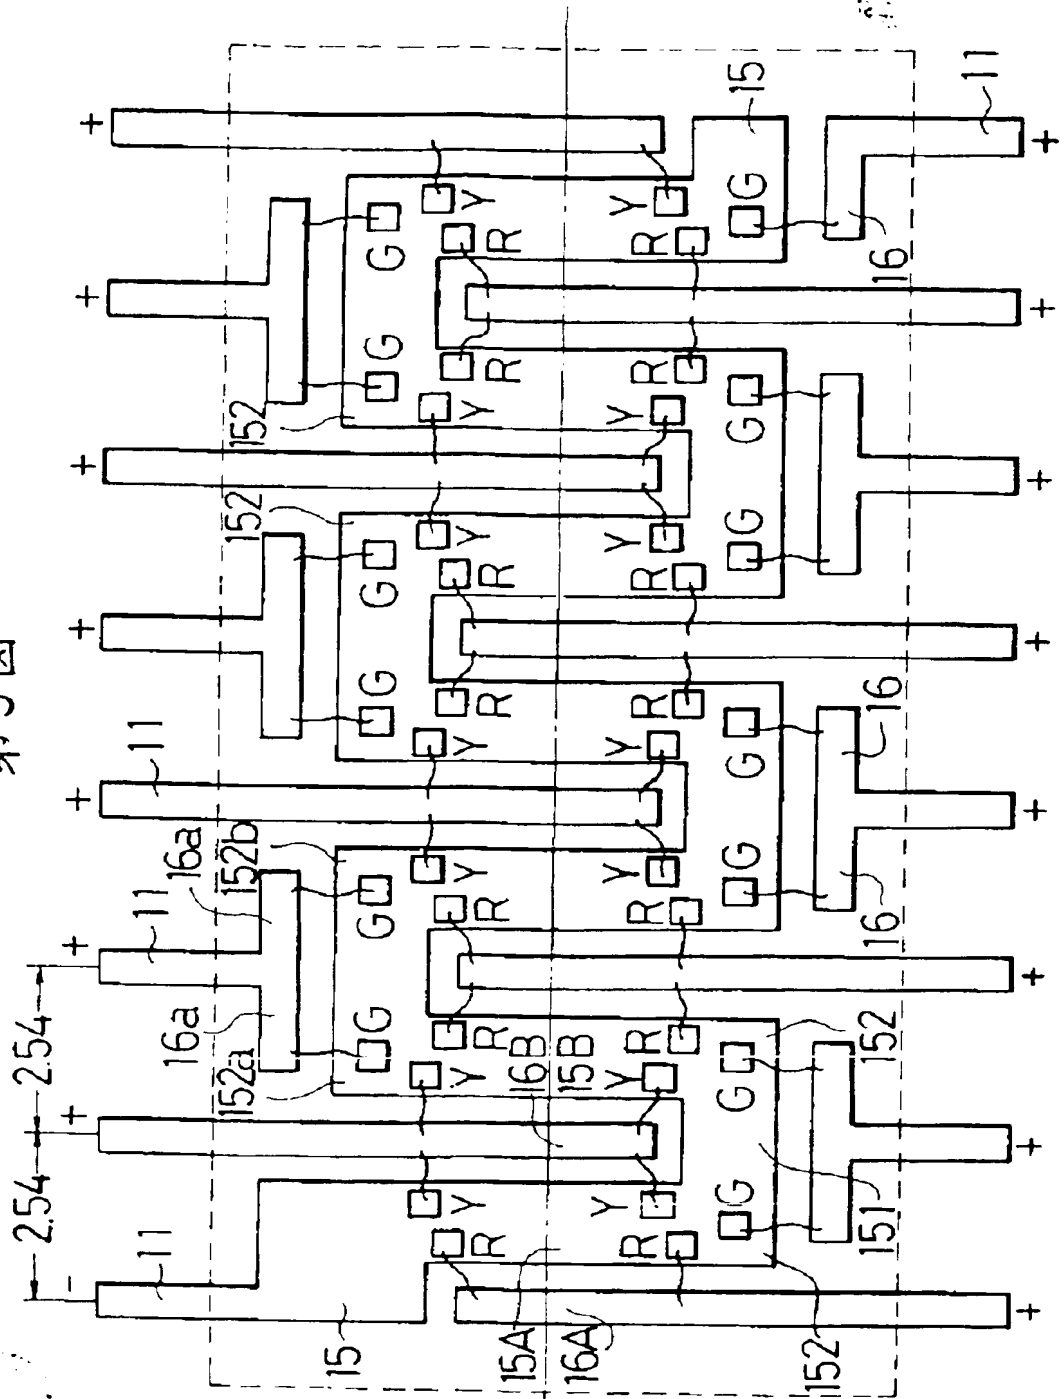 第3図
+
+
+
+
+
+
+
-
2.54
2.54
11
11
11
16a
16a
152a
152b
152
152
15
G
G
G
G
G
G
Y
Y
Y
Y
Y
Y
Y
R
R
R
R
R
R
R
15
11
16
15A
16A
16B
15B
Y
Y
Y
Y
Y
Y
Y
R
R
R
R
R
R
R
G
G
G
G
G
G
G
152
151
152
16
16
+
+
+
+
+
+
+
+